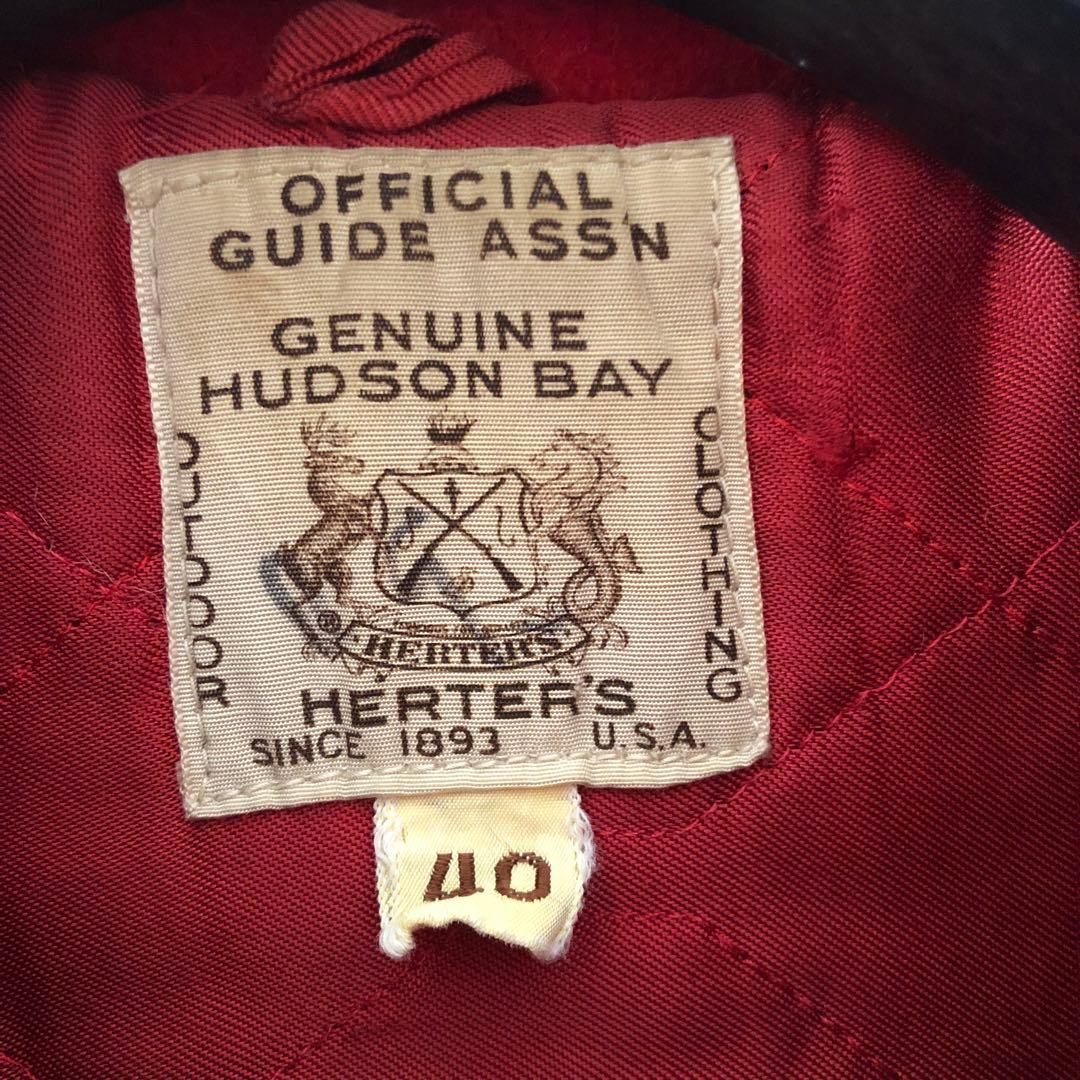 OFFICIAL
GUIDE ASS'N
GENUINE
HUDSON BAY
OUTDOOR
CLOTHING
® HERTER'S
HERTER'S
SINCE 1893 U.S.A.
40